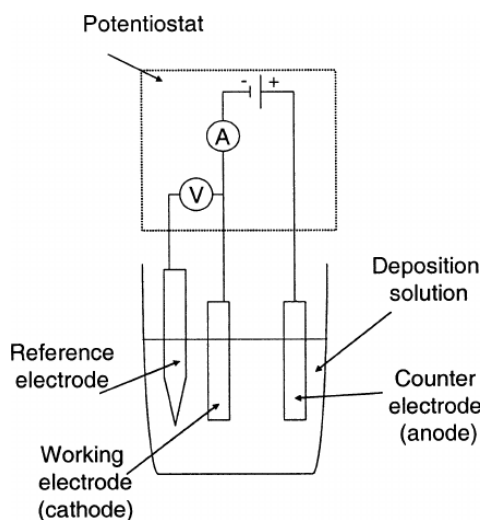 Potentiostat
- +
A
V
Deposition
solution
Reference
electrode
Counter
electrode
(anode)
Working
electrode
(cathode)